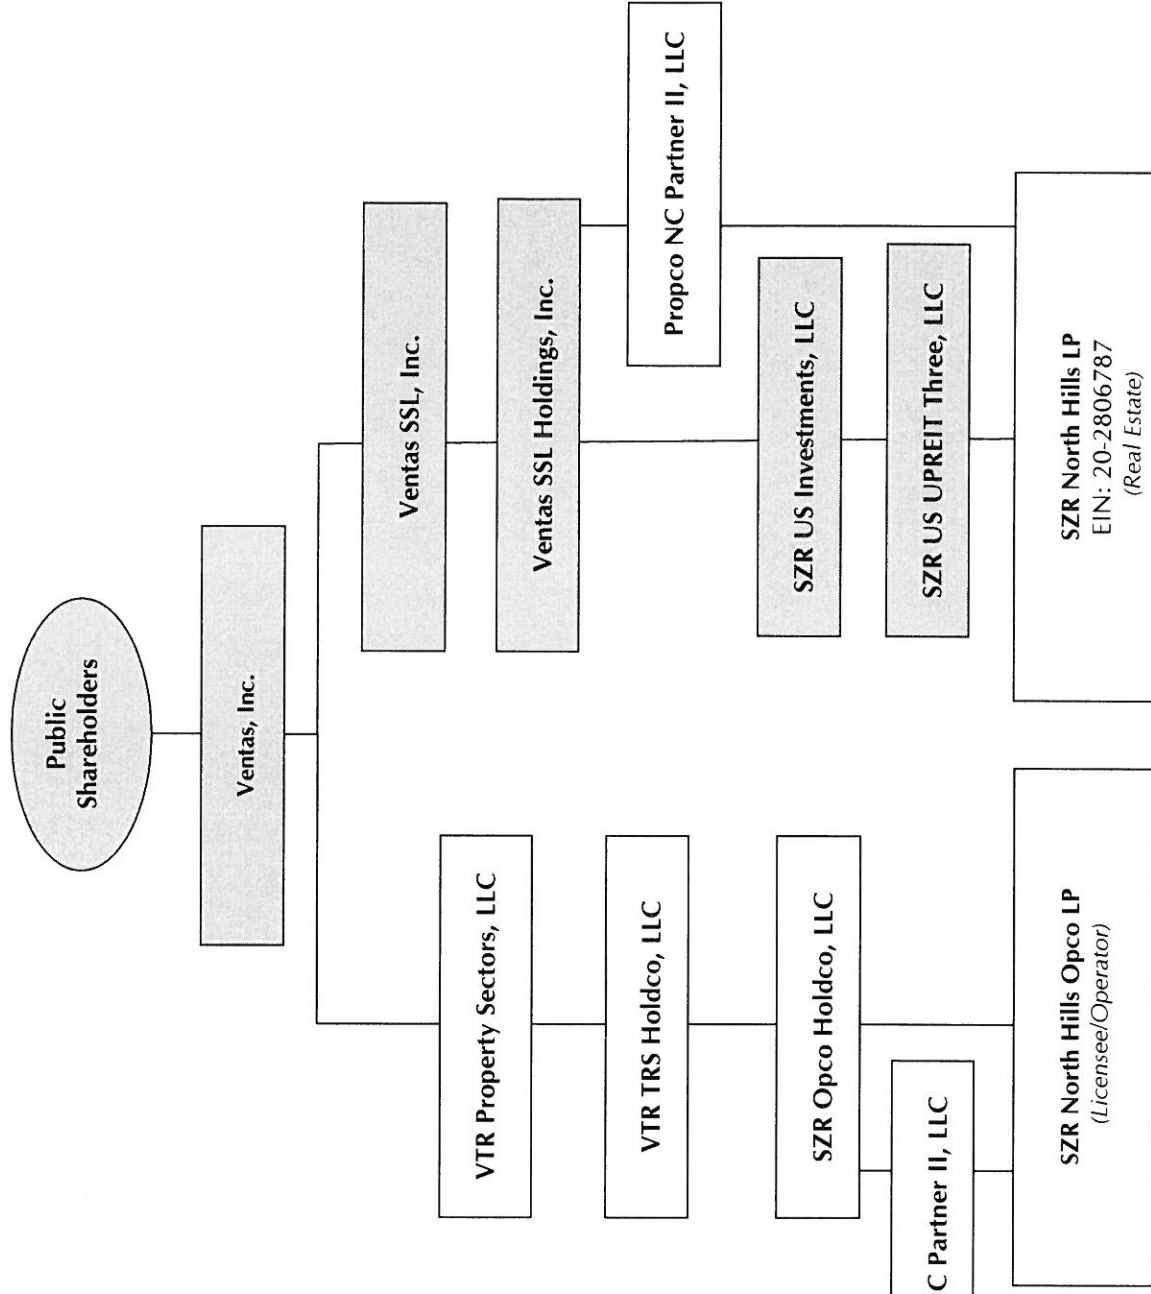 Public
Shareholders
Ventas, Inc.
VTR Property Sectors, LLC
VTR TRS Holdco, LLC
SZR Opco Holdco, LLC
C Partner II, LLC
SZR North Hills Opco LP
(Licensee/Operator)
Ventas SSL, Inc.
Ventas SSL Holdings, Inc.
Propco NC Partner II, LLC
SZR US Investments, LLC
SZR US UPREIT Three, LLC
SZR North Hills LP
EIN: 20-2806787
(Real Estate)